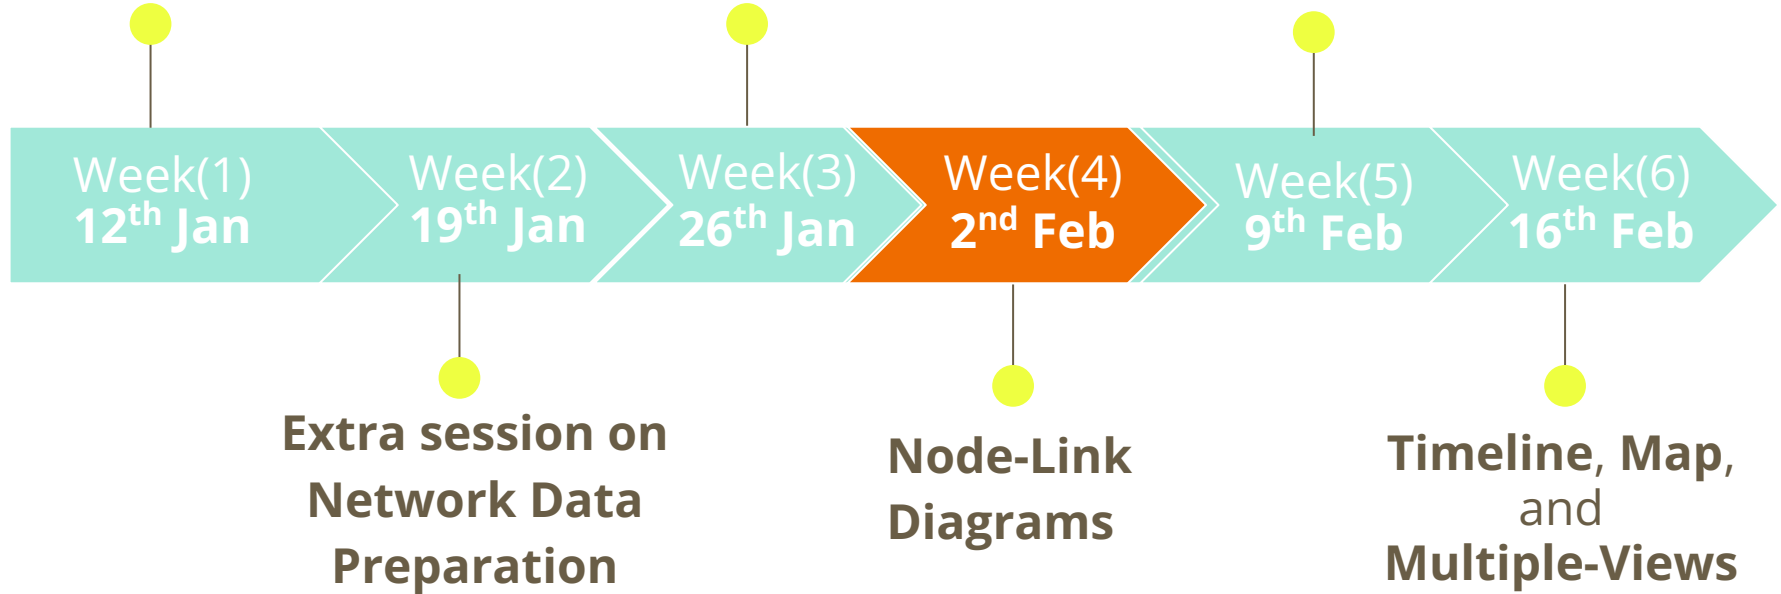 Week(1)
12th Jan
Week(2)
19th Jan
Week(3)
26th Jan
Week(4)
2nd Feb
Week(5)
9th Feb
Week(6)
16th Feb
Extra session on
Network Data
Preparation
Node-Link
Diagrams
Timeline, Map,
and
Multiple-Views